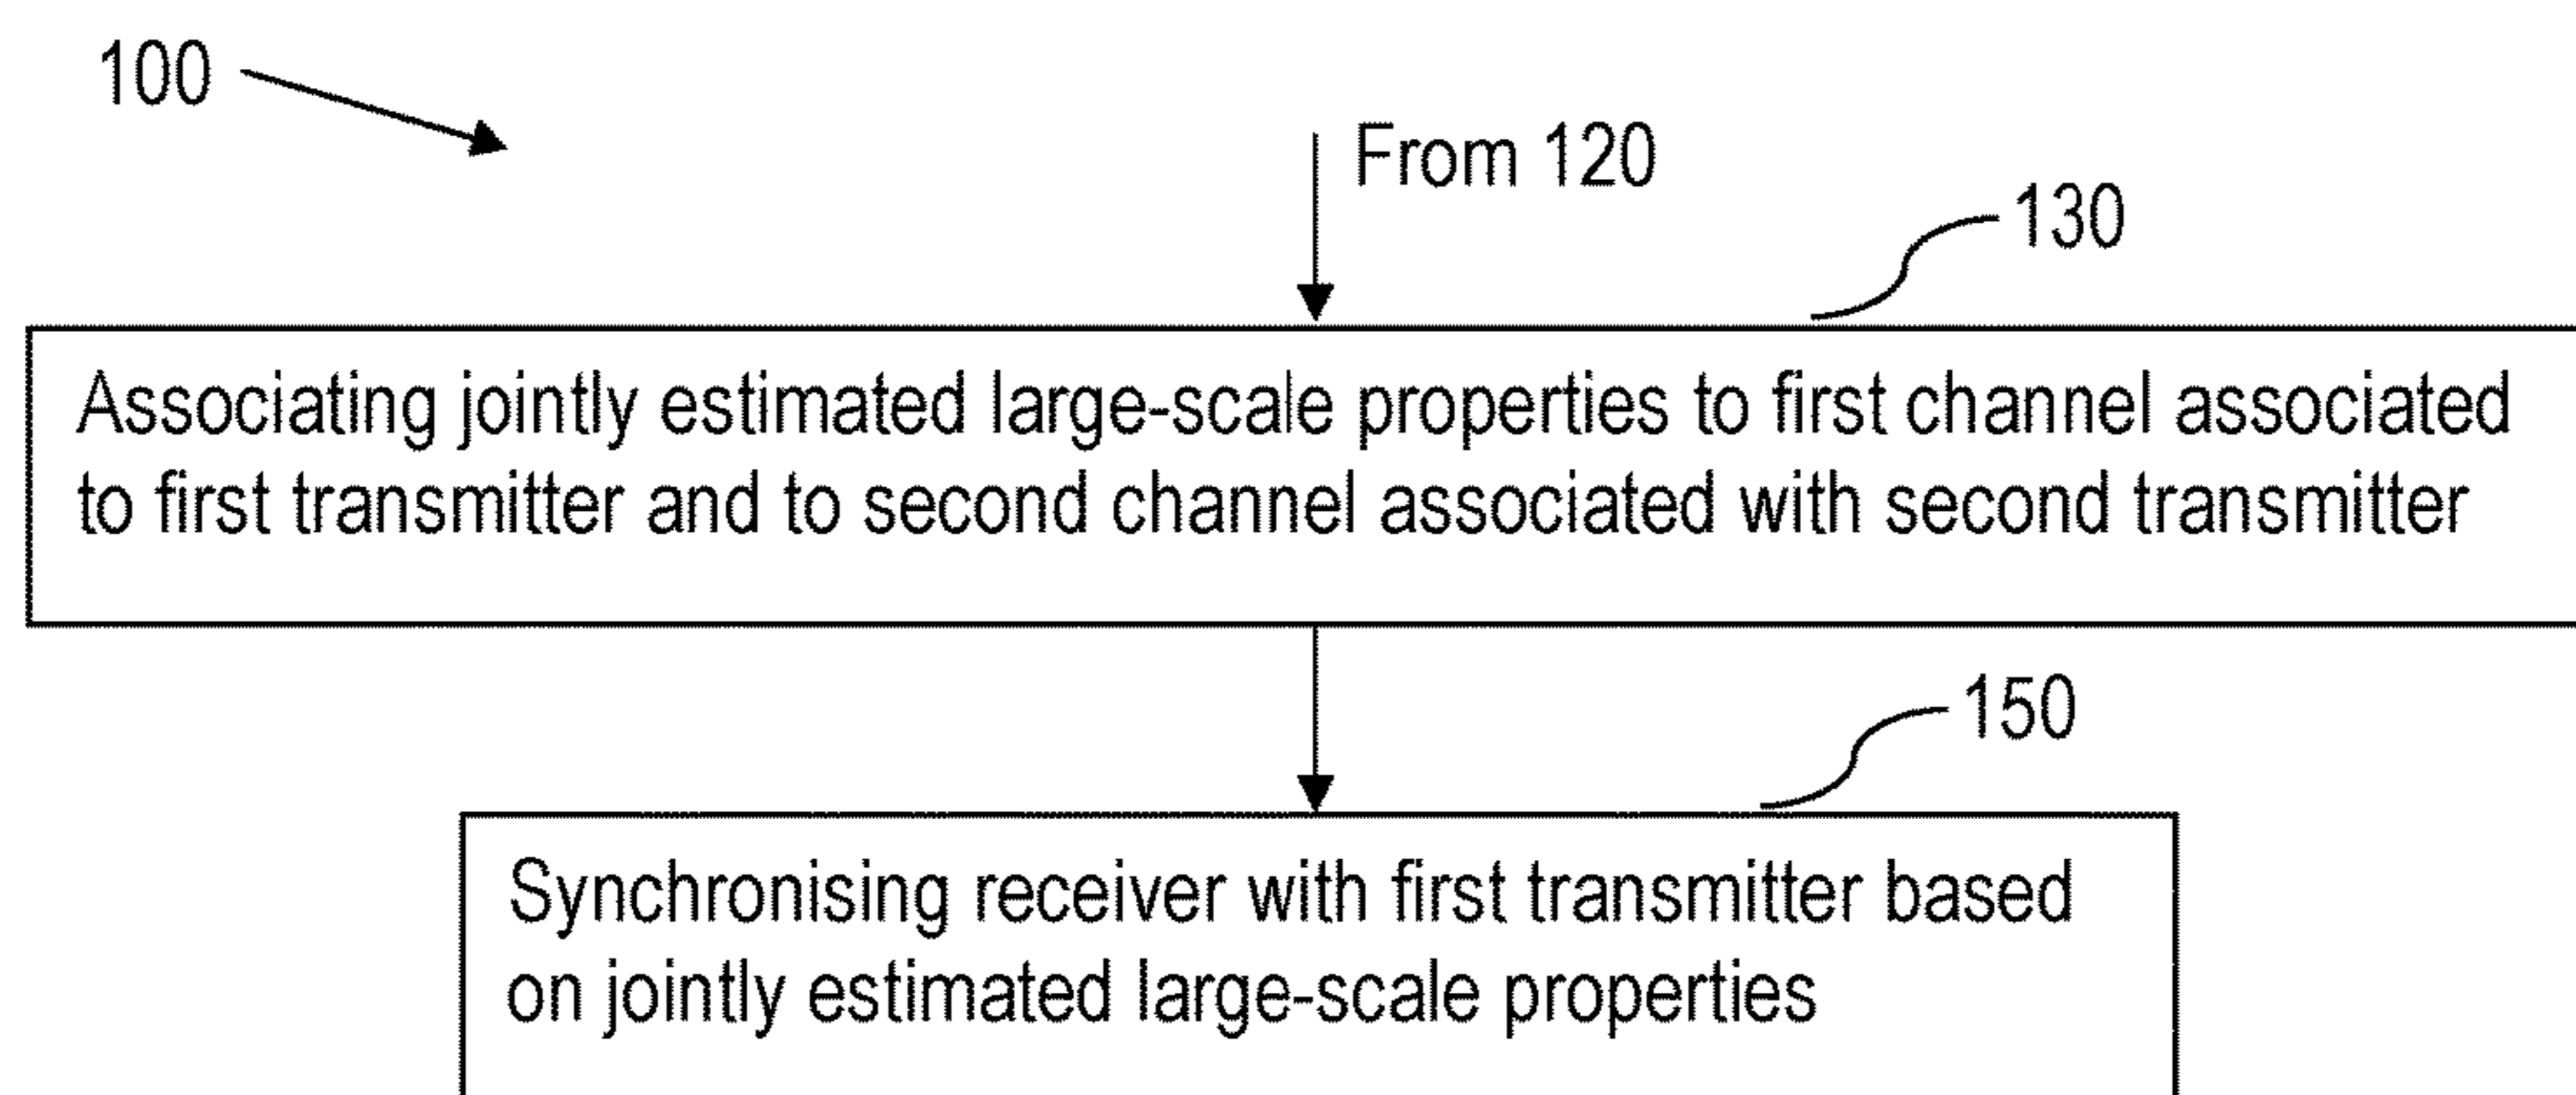 100
From 120
130
Associating jointly estimated large-scale properties to first channel associated
to first transmitter and to second channel associated with second transmitter
150
Synchronising receiver with first transmitter based
on jointly estimated large-scale properties